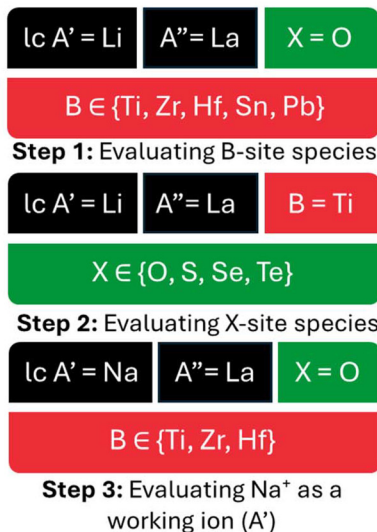 lc A’ = Li A”= La X = O
B ∈ {Ti, Zr, Hf, Sn, Pb}
Step 1: Evaluating B-site species
lc A’ = Li A”= La B = Ti
X ∈ {O, S, Se, Te}
Step 2: Evaluating X-site species
lc A’ = Na A”= La X = O
B ∈ {Ti, Zr, Hf}
Step 3: Evaluating Na⁺ as a
working ion (A’)